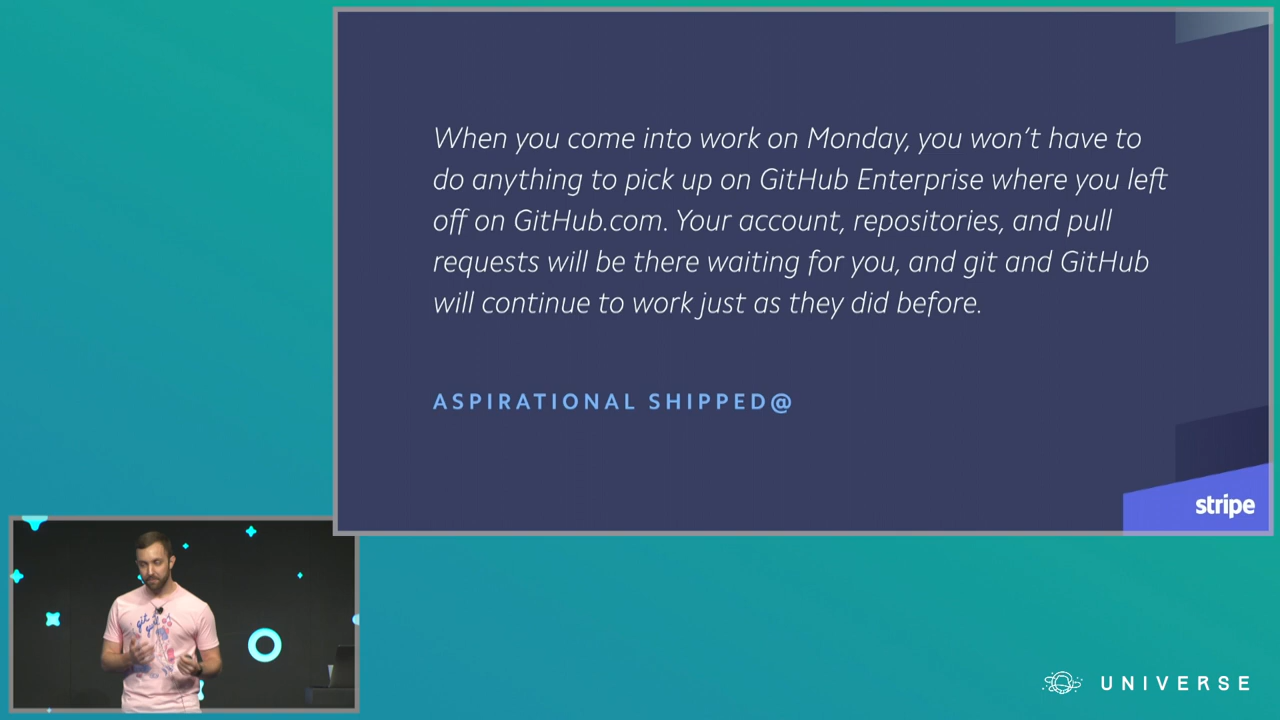 When you come into work on Monday, you won't have to
do anything to pick up on GitHub Enterprise where you left
off on GitHub.com. Your account, repositories, and pull
requests will be there waiting for you, and git and GitHub
will continue to work just as they did before.
ASPIRATIONAL SHIPPED@
stripe
git
UNIVERSE